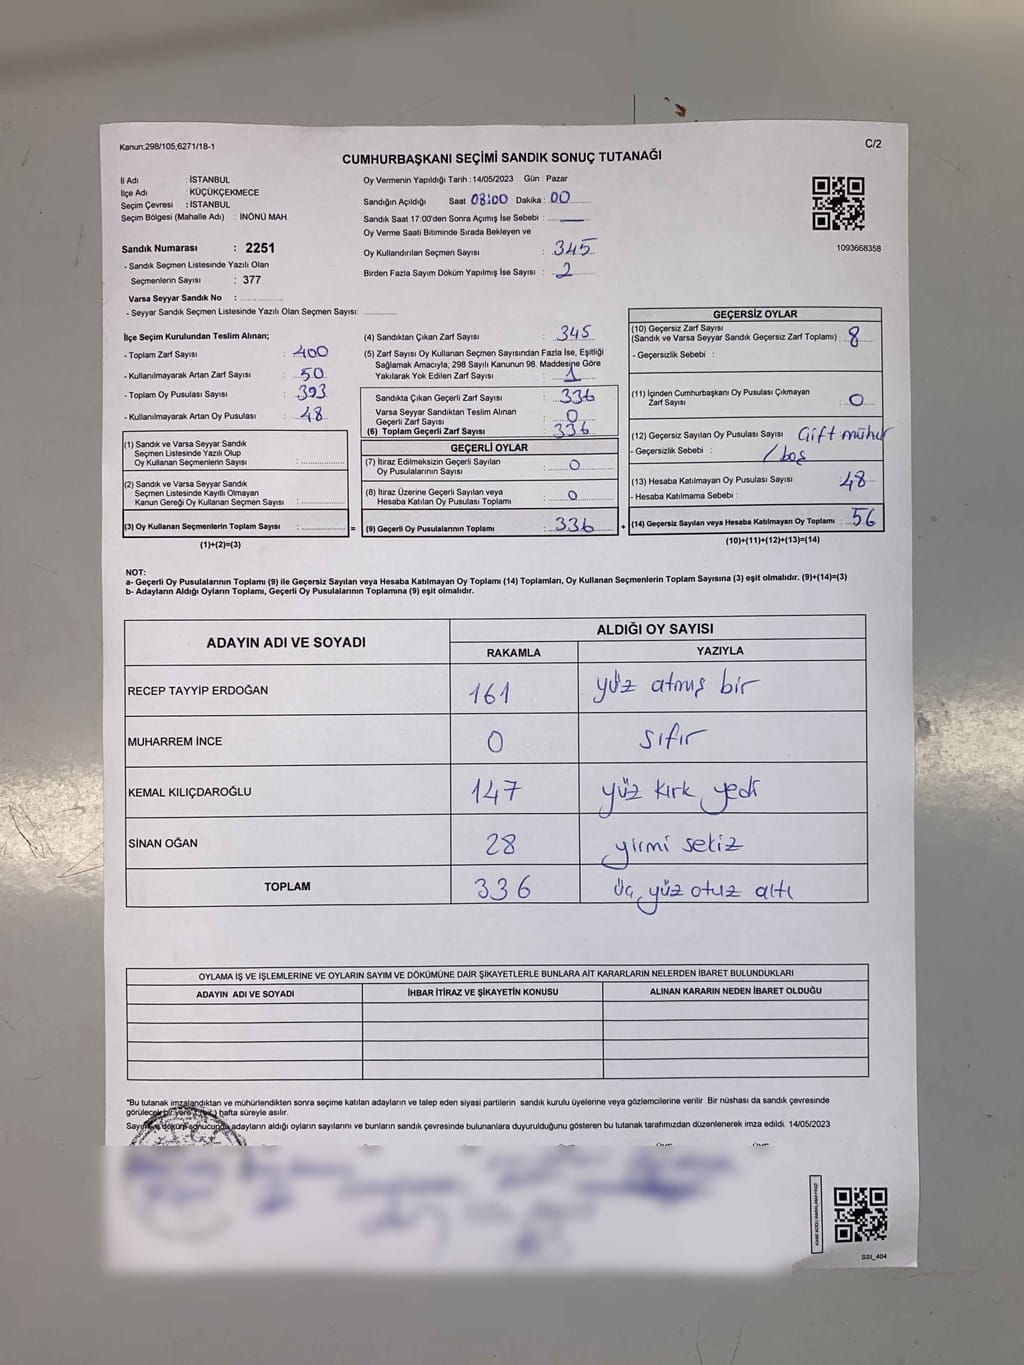 Kanun;298/105;6271/18-1
C/2
CUMHURBAŞKANI SEÇİMİ SANDIK SONUÇ TUTANAĞI
İl Adı : İSTANBUL
İlçe Adı : KÜÇÜKÇEKMECE
Seçim Çevresi : İSTANBUL
Seçim Bölgesi (Mahalle Adı) : İNÖNÜ MAH.
Sandık Numarası : 2251
- Sandık Seçmen Listesinde Yazılı Olan
Seçmenlerin Sayısı : 377
Varsa Seyyar Sandık No :
- Seyyar Sandık Seçmen Listesinde Yazılı Olan Seçmen Sayısı:
Oy Vermenin Yapıldığı Tarih : 14/05/2023 Gün : Pazar
Sandığın Açıldığı Saat 08:00 Dakika : 00
Sandık Saat 17.00'den Sonra Açımış İse Sebebi :
Oy Verme Saati Bitiminde Sırada Bekleyen ve
Oy Kullandırılan Seçmen Sayısı : 345
Birden Fazla Sayım Döküm Yapılmış İse Sayısı : 2
1093668358
İlçe Seçim Kurulundan Teslim Alınan;
- Toplam Zarf Sayısı : 400
- Kullanılmayarak Artan Zarf Sayısı : 50
- Toplam Oy Pusulası Sayısı : 393
- Kullanılmayarak Artan Oy Pusulası : 48
(1) Sandık ve Varsa Seyyar Sandık
Seçmen Listesinde Yazılı Olup
Oy Kullanan Seçmenlerin Sayısı :
(2) Sandık ve Varsa Seyyar Sandık
Seçmen Listesinde Kayıtlı Olmayan
Kanun Gereği Oy Kullanan Seçmen Sayısı :
(3) Oy Kullanan Seçmenlerin Toplam Sayısı : =
(1)+(2)=(3)
(4) Sandıktan Çıkan Zarf Sayısı : 345
(5) Zarf Sayısı Oy Kullanan Seçmen Sayısından Fazla İse, Eşitliği
Sağlamak Amacıyla, 298 Sayılı Kanunun 98. Maddesine Göre
Yakılarak Yok Edilen Zarf Sayısı : 1
Sandıkta Çıkan Geçerli Zarf Sayısı : 336
Varsa Seyyar Sandıktan Teslim Alınan
Geçerli Zarf Sayısı : 0
(6) Toplam Geçerli Zarf Sayısı : 336
GEÇERLİ OYLAR
(7) İtiraz Edilmeksizin Geçerli Sayılan
Oy Pusulalarının Sayısı : 0
(8) İtiraz Üzerine Geçerli Sayılan veya
Hesaba Katılan Oy Pusulası Toplamı : 0
(9) Geçerli Oy Pusulalarının Toplamı : 336 +
GEÇERSİZ OYLAR
(10) Geçersiz Zarf Sayısı
(Sandık ve Varsa Seyyar Sandık Geçersiz Zarf Toplamı) : 8
- Geçersizlik Sebebi :
(11) İçinden Cumhurbaşkanı Oy Pusulası Çıkmayan
Zarf Sayısı : 0
(12) Geçersiz Sayılan Oy Pusulası Sayısı : Çift mühür
- Geçersizlik Sebebi : / boş
(13) Hesaba Katılmayan Oy Pusulası Sayısı : 48
- Hesaba Katılmama Sebebi :
(14) Geçersiz Sayılan veya Hesaba Katılmayan Oy Toplamı : 56
(10)+(11)+(12)+(13)=(14)
NOT:
a- Geçerli Oy Pusulalarının Toplamı (9) ile Geçersiz Sayılan veya Hesaba Katılmayan Oy Toplamı (14) Toplamları, Oy Kullanan Seçmenlerin Toplam Sayısına (3) eşit olmalıdır. (9)+(14)=(3)
b- Adayların Aldığı Oyların Toplamı, Geçerli Oy Pusulalarının Toplamına (9) eşit olmalıdır.
ADAYIN ADI VE SOYADI
ALDIĞI OY SAYISI
RAKAMLA YAZIYLA
RECEP TAYYİP ERDOĞAN 161 yüz atmış bir
MUHARREM İNCE 0 sıfır
KEMAL KILIÇDAROĞLU 147 yüz kırk yedi
SİNAN OĞAN 28 yirmi sekiz
TOPLAM 336 üç yüz otuz altı
OYLAMA İŞ VE İŞLEMLERİNE VE OYLARIN SAYIM VE DÖKÜMÜNE DAİR ŞİKAYETLERLE BUNLARA AİT KARARLARIN NELERDEN İBARET BULUNDUKLARI
ADAYIN ADI VE SOYADI İHBAR İTİRAZ VE ŞİKAYETİN KONUSU ALINAN KARARIN NEDEN İBARET OLDUĞU
*Bu tutanak imzalandıktan ve mühürlendikten sonra seçime katılan adayların ve talep eden siyasi partilerin sandık kurulu üyelerine veya gözlemcilerine verilir .Bir nüshası da sandık çevresinde
görülecek bir yere 1 (bir) hafta süreyle asılır.
Sayım ve döküm sonucunda adayların aldığı oyların sayılarını ve bunların sandık çevresinde bulunanlara duyurulduğunu gösteren bu tutanak tarafımızdan düzenlenerek imza edildi. 14/05/2023
SSI_404